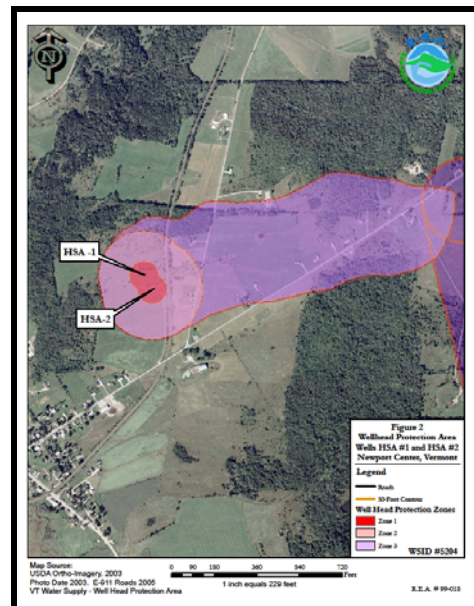 N
R.E.A.
HSA -1
HSA-2
Figure 2
Wellhead Protection Area
Wells HSA #1 and HSA #2
Newport Center, Vermont
Legend
Roads
Well Head Protection Zones
Zone 1
Zone 2
Zone 3
WSID #5204
Map Source:
USDA Ortho-Imagery, 2003
Photo Date 2003, E-911 Roads 2005
VT Water Supply - Well Head Protection Area
0 90 180 360 540 720
Feet
1 inch equals 229 feet
R.E.A. # 99-018